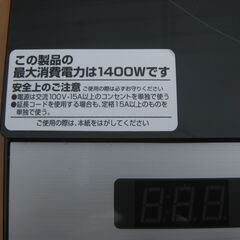 この製品の
最大消費電力は1400Wです
安全上のご注意 ご使用の際は必ずお守りください
●電源は交流100V・15A以上のコンセントを単独で使う。
●延長コードを使用する場合も、定格15A以上のものを
単独で使う。
ご使用の際は、本紙をはがしてください。